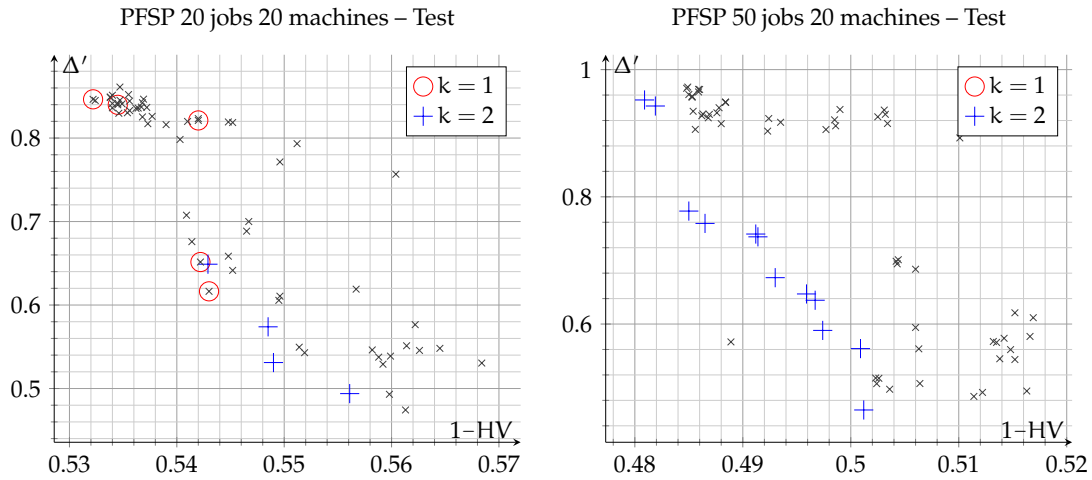 PFSP 20 jobs 20 machines – Test
Δ′
k = 1
k = 2
0.8
0.7
0.6
0.5
1–HV
0.53 0.54 0.55 0.56 0.57
PFSP 50 jobs 20 machines – Test
Δ′
k = 1
k = 2
1
0.8
0.6
1–HV
0.48 0.49 0.5 0.51 0.52